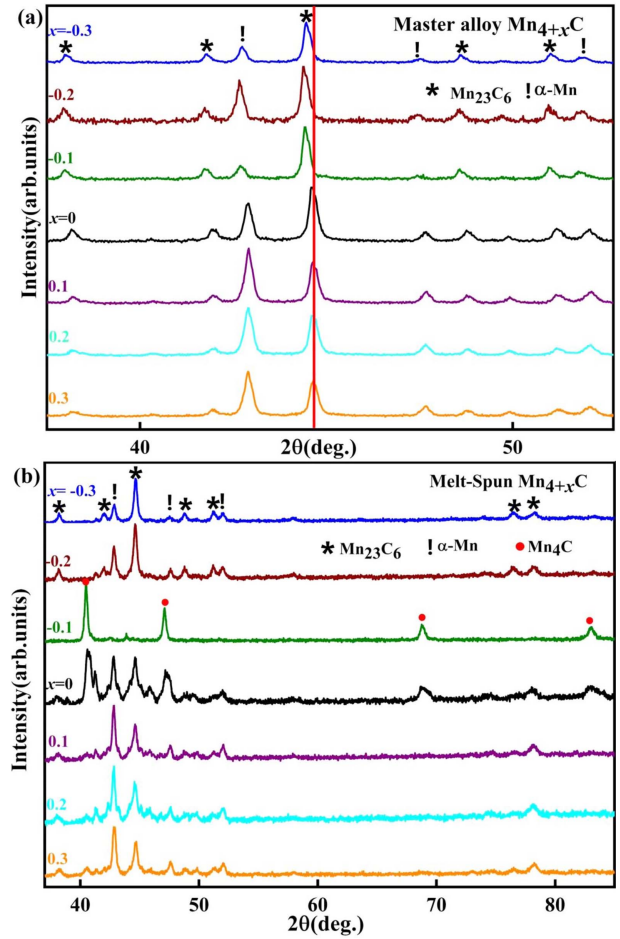 (a)
x=-0.3
*
*
!
*
Master alloy Mn4+xC
!
*
*
!
-0.2
* Mn23C6 ! α-Mn
-0.1
x=0
0.1
0.2
0.3
Intensity(arb.units)
40
2θ(deg.)
50
(b)
x= -0.3
*
*
!
*
!
*
*
!
Melt-Spun Mn4+xC
*
*
-0.2
* Mn23C6 ! α-Mn Mn4C
-0.1
x=0
0.1
0.2
0.3
Intensity(arb.units)
40
50
60
70
80
2θ(deg.)